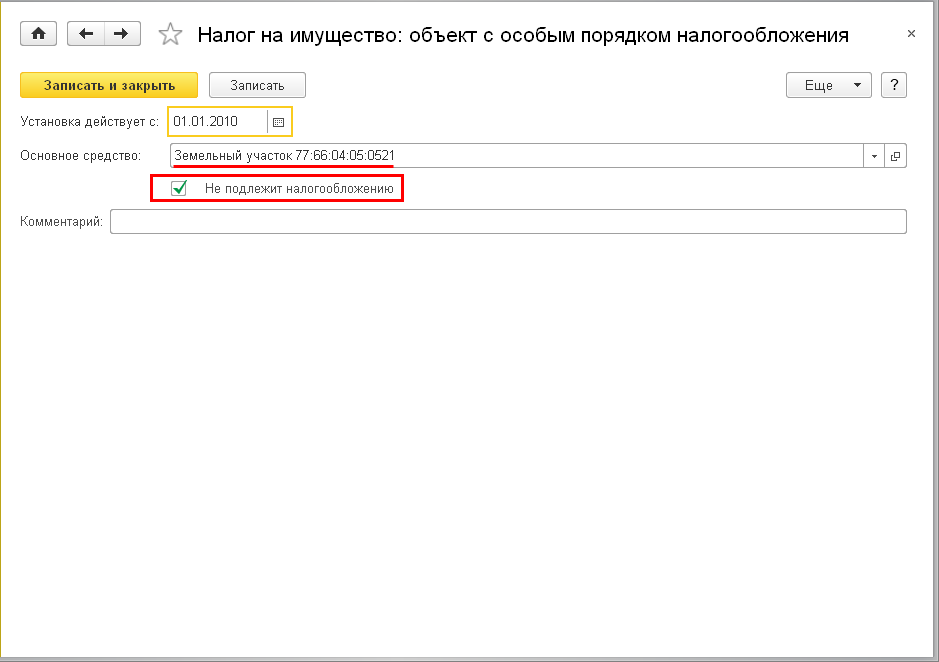 Налог на имущество: объект с особым порядком налогообложения
Записать и закрыть Записать Еще ?
Установка действует с: 01.01.2010
Основное средство: Земельный участок 77:66:04:05:0521
Не подлежит налогообложению
Комментарий: